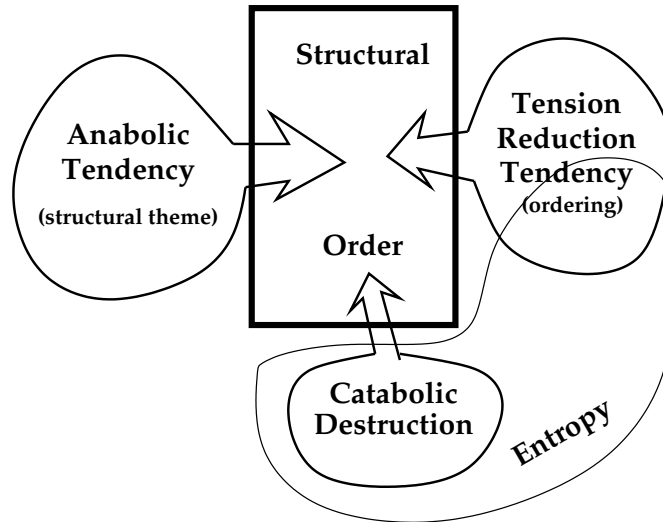 Structural
Anabolic
Tendency
(structural theme)
Tension
Reduction
Tendency
(ordering)
Order
Catabolic
Destruction
Entropy